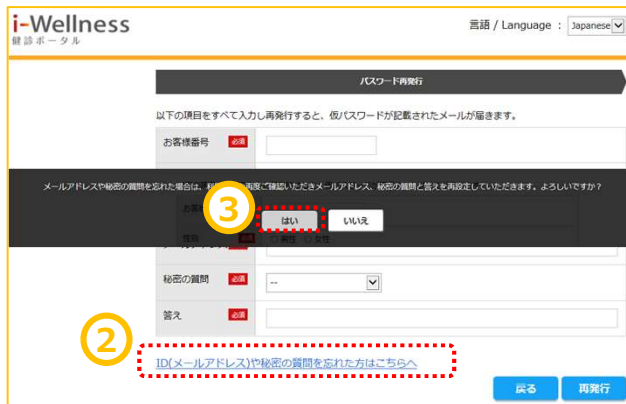 i-Wellness
健診ポータル
言語 / Language : Japanese
パスワード再発行
以下の項目をすべて入力し再発行すると、仮パスワードが記載されたメールが届きます。
お客様番号 必須
メールアドレスや秘密の質問を忘れた場合は、 再度ご確認いただきメールアドレス、秘密の質問と答えを再設定していただきます。よろしいですか？
③
はい いいえ
男性 女性
秘密の質問 必須 --
答え 必須
②
ID(メールアドレス)や秘密の質問を忘れた方はこちらへ
戻る 再発行